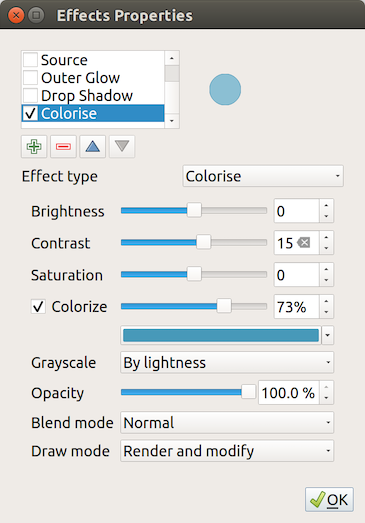 Effects Properties
Source
Outer Glow
Drop Shadow
Colorise
Effect type Colorise
Brightness 0
Contrast 15
Saturation 0
Colorize 73%
Grayscale By lightness
Opacity 100.0 %
Blend mode Normal
Draw mode Render and modify
OK